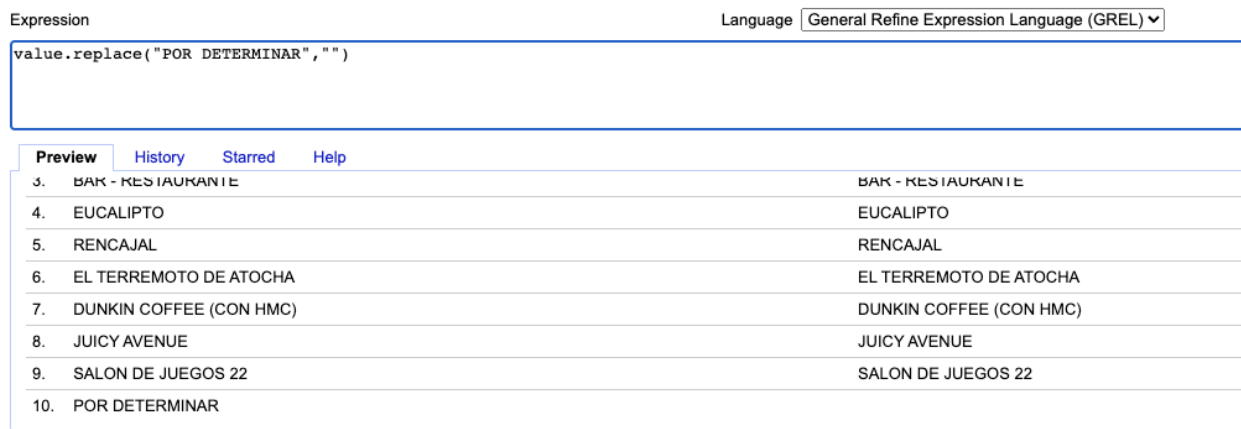 Expression Language General Refine Expression Language (GREL)
value.replace("POR DETERMINAR","")
Preview History Starred Help
3. BAR - RESTAURANTE BAR - RESTAURANTE
4. EUCALIPTO EUCALIPTO
5. RENCAJAL RENCAJAL
6. EL TERREMOTO DE ATOCHA EL TERREMOTO DE ATOCHA
7. DUNKIN COFFEE (CON HMC) DUNKIN COFFEE (CON HMC)
8. JUICY AVENUE JUICY AVENUE
9. SALON DE JUEGOS 22 SALON DE JUEGOS 22
10. POR DETERMINAR